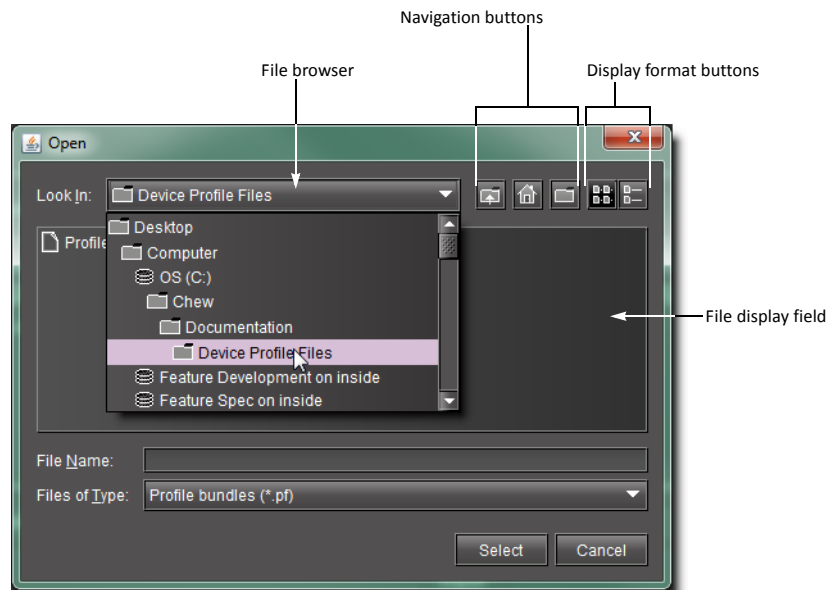 Navigation buttons
File browser
Display format buttons
Open
Look In:
Device Profile Files
Desktop
Profile
Computer
OS (C:)
Chew
Documentation
File display field
Device Profile Files
Feature Development on inside
Feature Spec on inside
File Name:
Files of Type:
Profile bundles (*.pf)
Select
Cancel